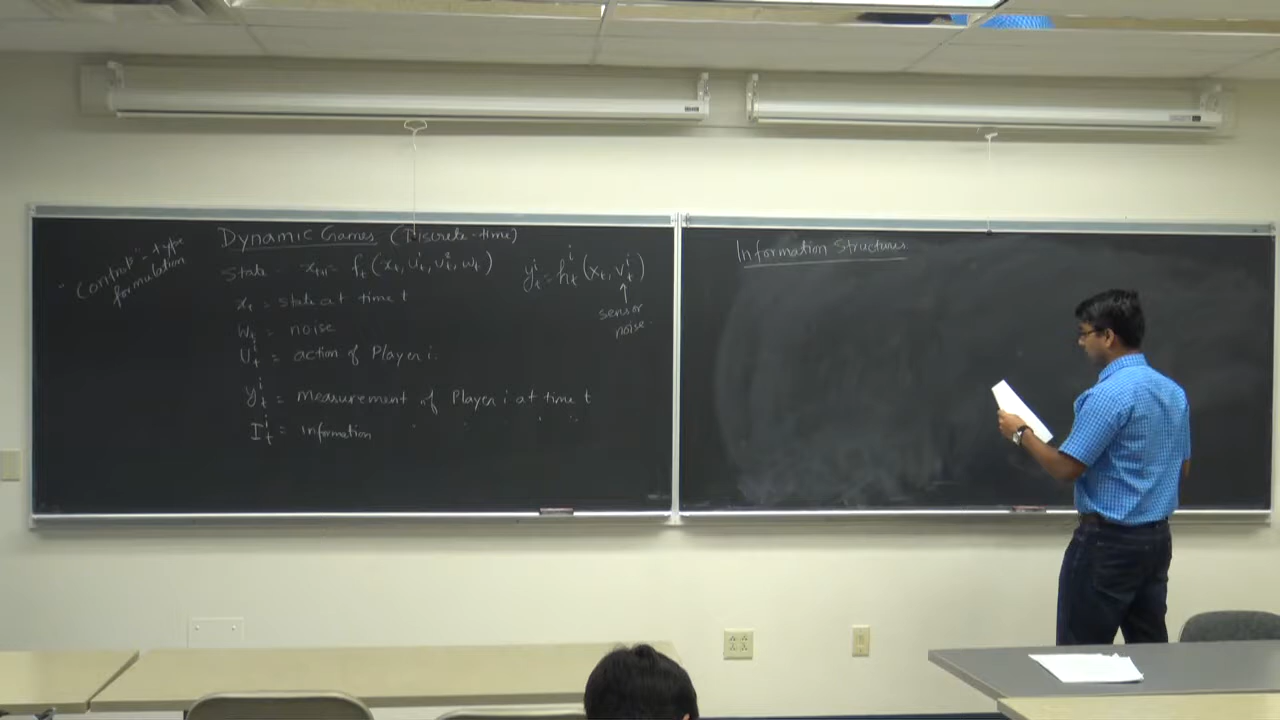 Dynamic Games (Discrete-time)
"Control"-type
formulation
State - x_{t+1} = f_t(x_t, u_t^1, u_t^2, w_t)
y_t^i = h_t^i(x_t, v_t^i)
↑
sensor
noise.
x_t = state at time t
W_t = noise
U_t^i = action of Player i.
y_t^i = measurement of Player i at time t
I_t^i = information " " " "
Information Structures